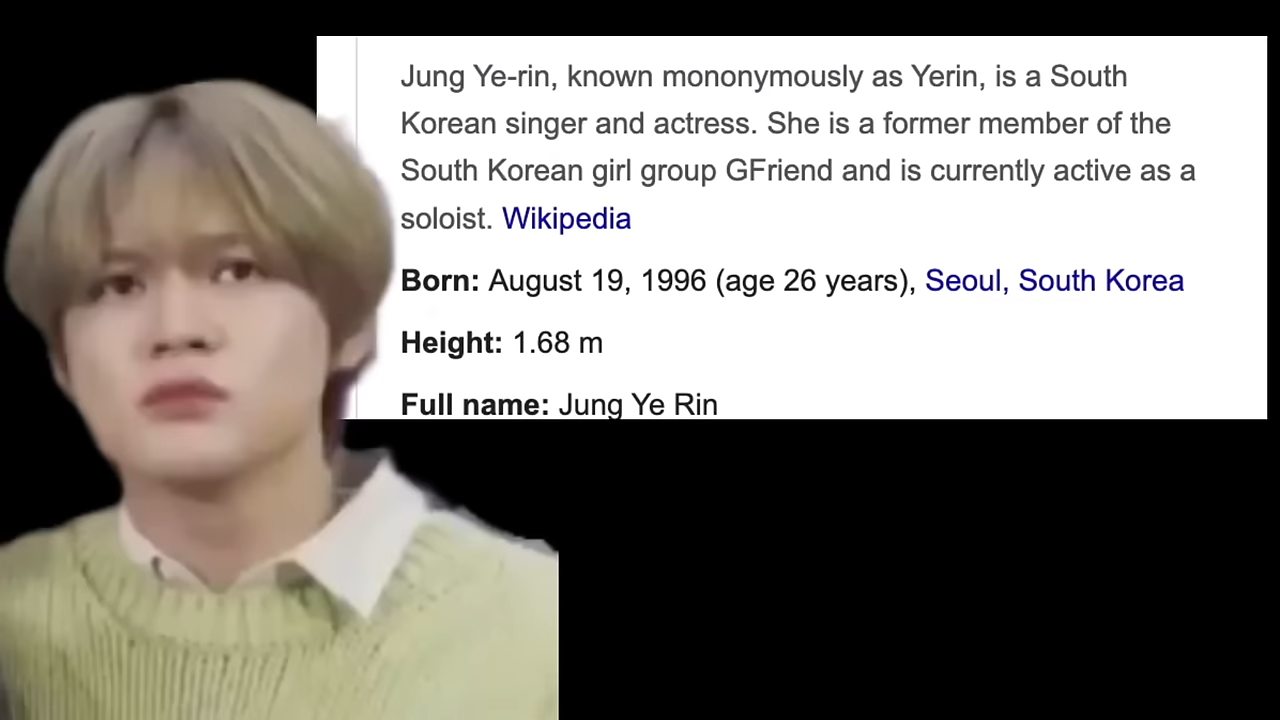 Jung Ye-rin, known mononymously as Yerin, is a South
Korean singer and actress. She is a former member of the
South Korean girl group GFriend and is currently active as a
soloist. Wikipedia
Born: August 19, 1996 (age 26 years), Seoul, South Korea
Height: 1.68 m
Full name: Jung Ye Rin